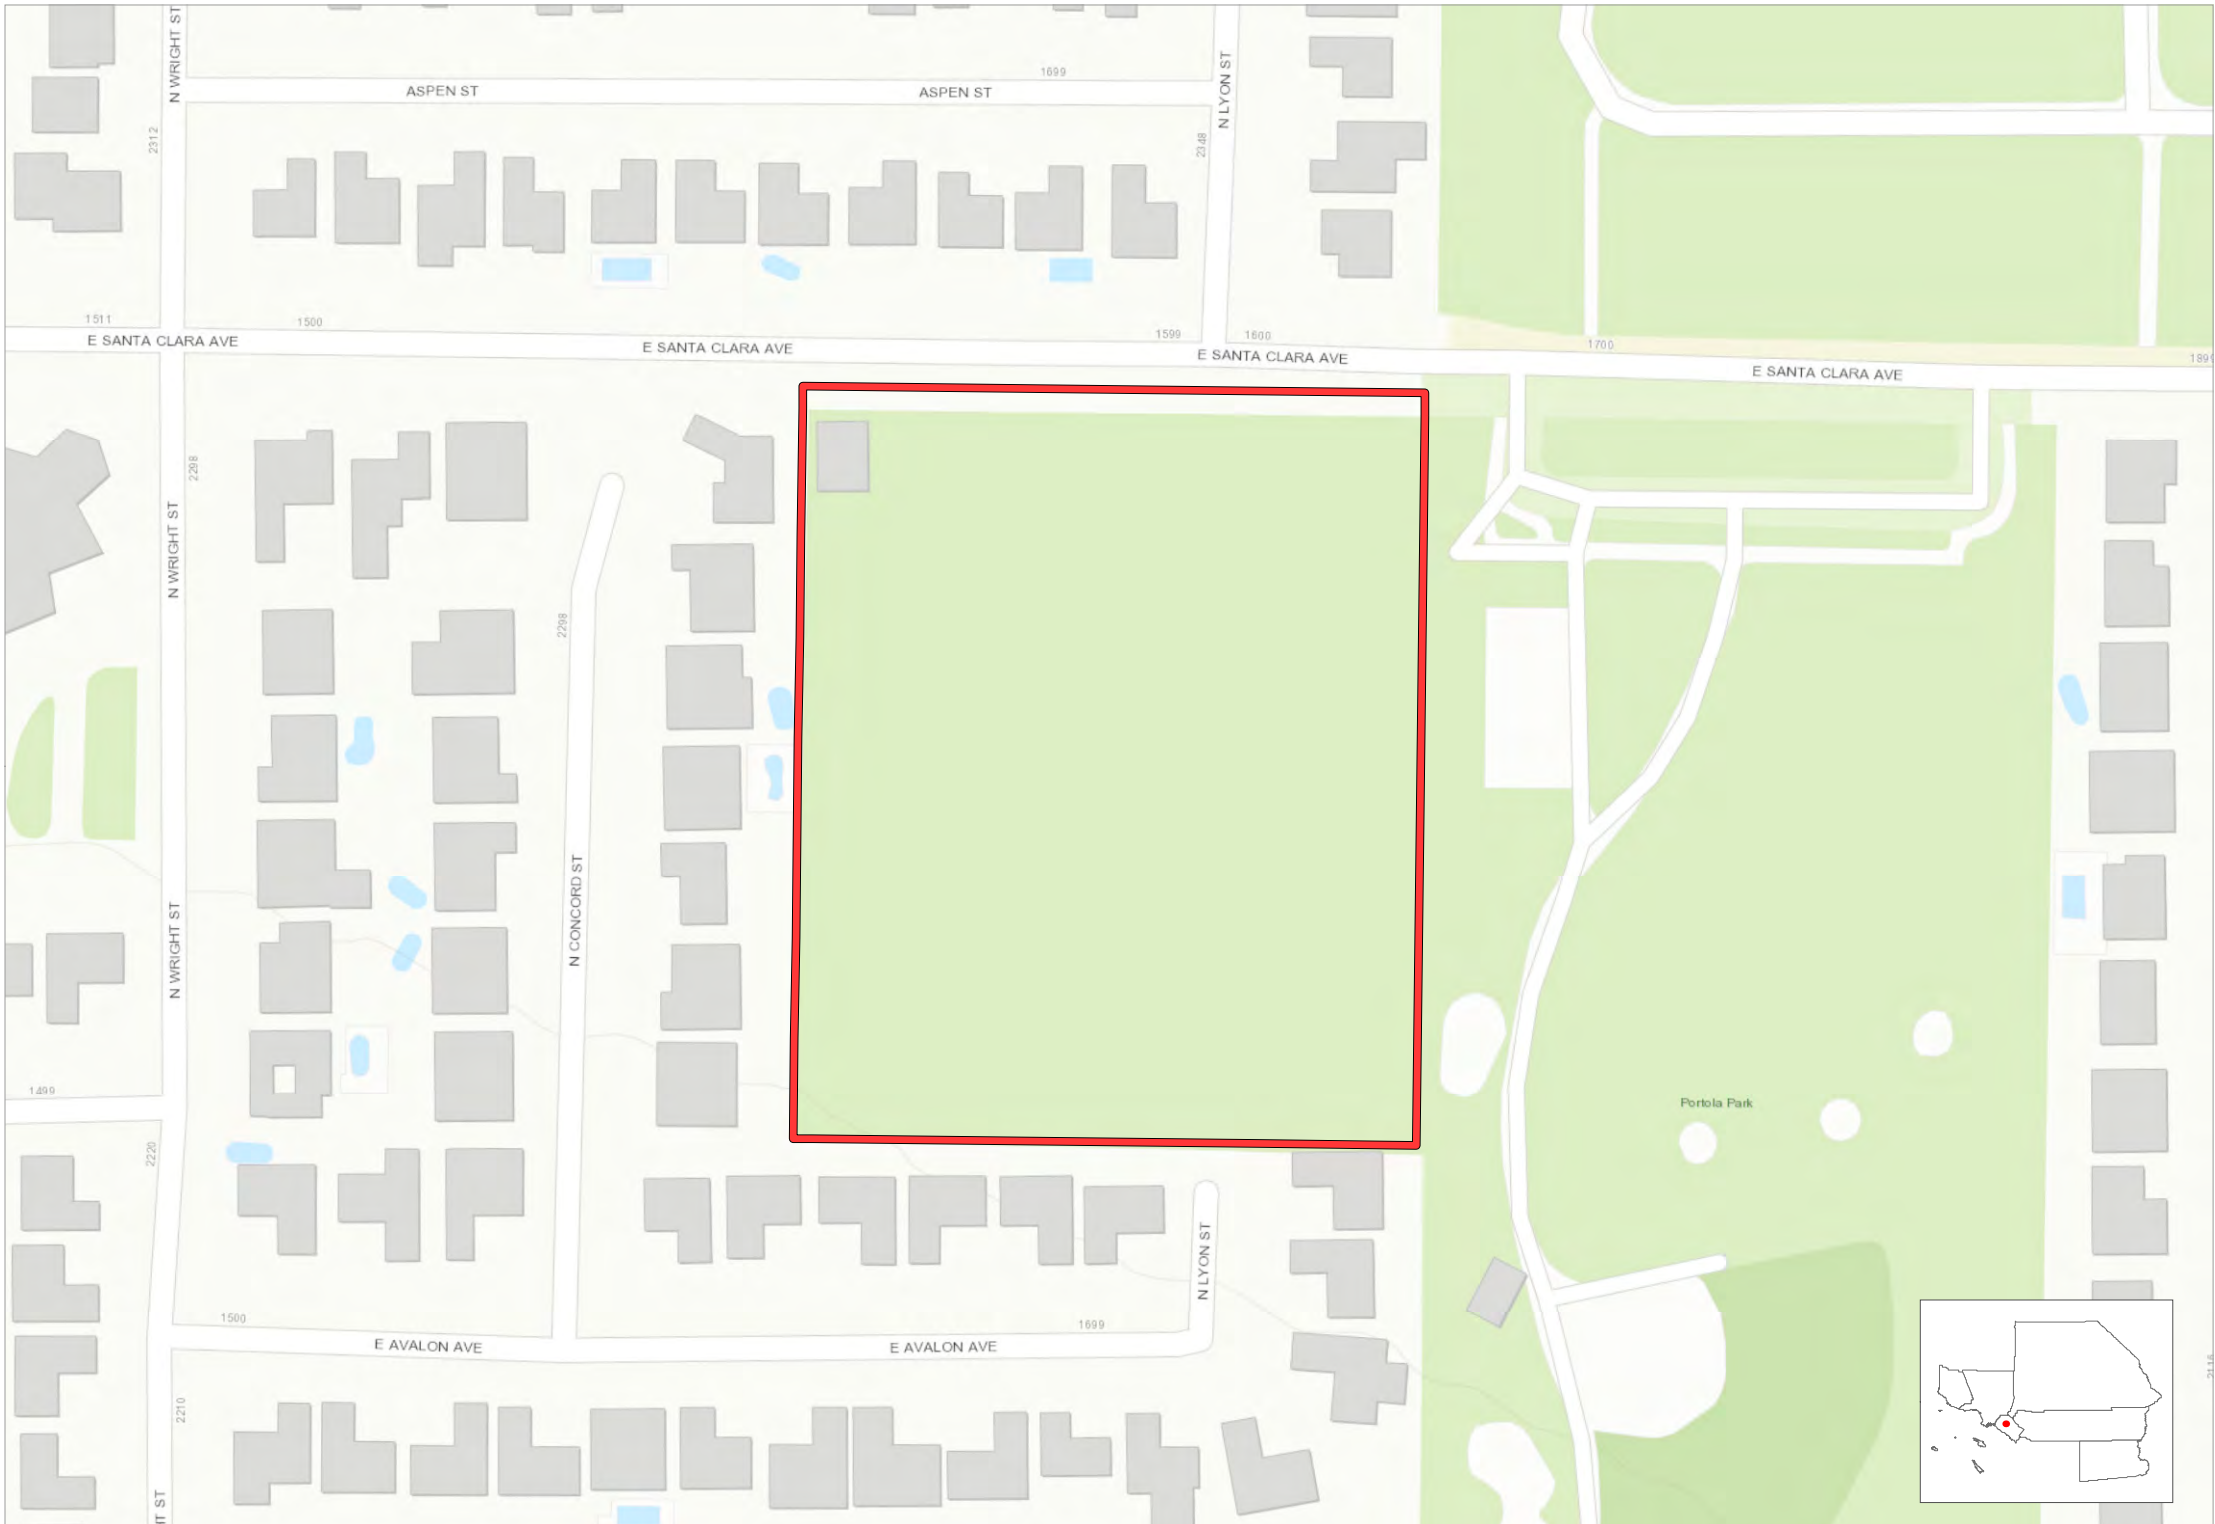 N WRIGHT ST
1699
ASPEN ST
ASPEN ST
N LYON ST
2312
2348
1511
1500
1599
1600
E SANTA CLARA AVE
E SANTA CLARA AVE
E SANTA CLARA AVE
1700
1899
E SANTA CLARA AVE
2298
N WRIGHT ST
2298
N CONCORD ST
N WRIGHT ST
1499
Portola Park
2220
N LYON ST
1500
1699
E AVALON AVE
E AVALON AVE
2210
2115